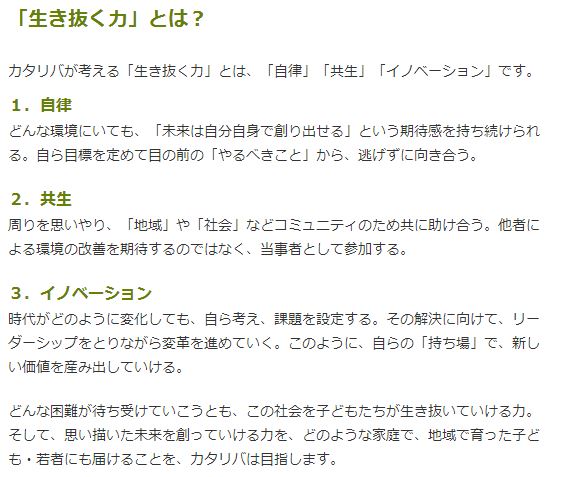 「生き抜く力」とは？
カタリバが考える「生き抜く力」とは、「自律」「共生」「イノベーション」です。
１．自律
どんな環境にいても、「未来は自分自身で創り出せる」という期待感を持ち続けられ
る。自ら目標を定めて目の前の「やるべきこと」から、逃げずに向き合う。
２．共生
周りを思いやり、「地域」や「社会」などコミュニティのため共に助け合う。他者に
よる環境の改善を期待するのではなく、当事者として参加する。
３．イノベーション
時代がどのように変化しても、自ら考え、課題を設定する。その解決に向けて、リー
ダーシップをとりながら変革を進めていく。このように、自らの「持ち場」で、新し
い価値を産み出していける。
どんな困難が待ち受けていこうとも、この社会を子どもたちが生き抜いていける力。
そして、思い描いた未来を創っていける力を、どのような家庭で、地域で育った子ど
も・若者にも届けることを、カタリバは目指します。